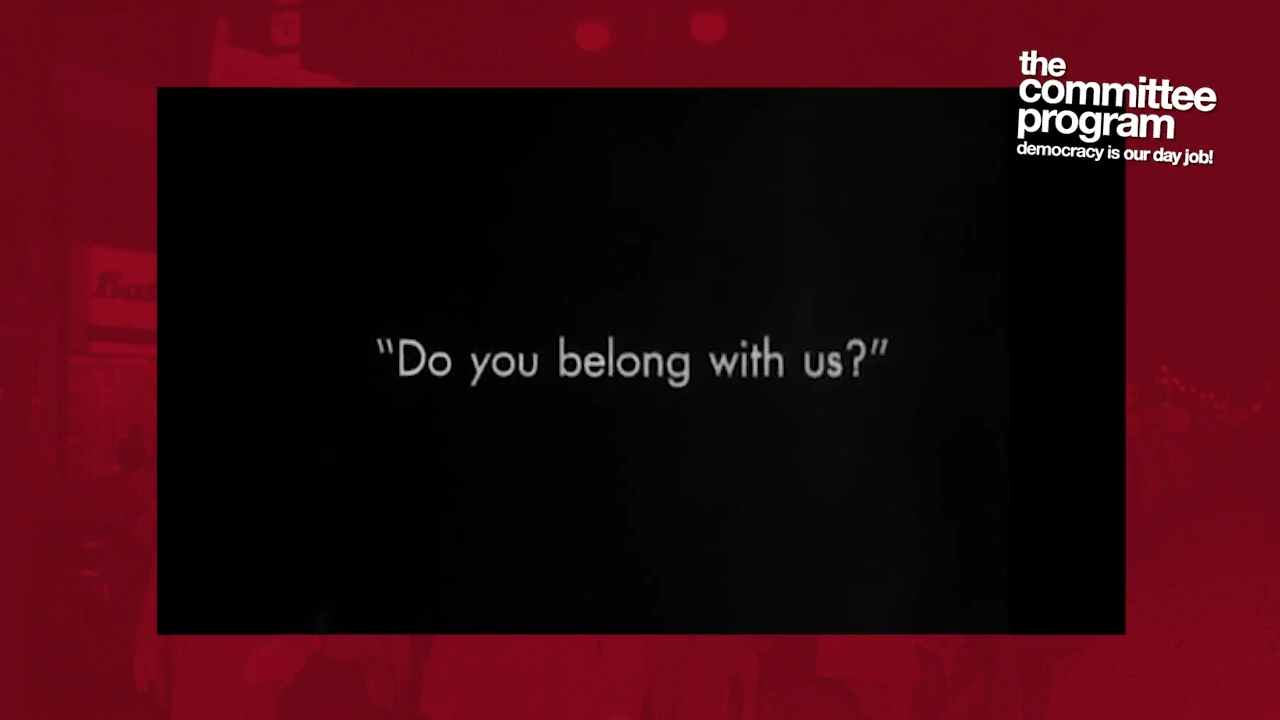 the
committee
program
democracy is our day job!
“Do you belong with us?”